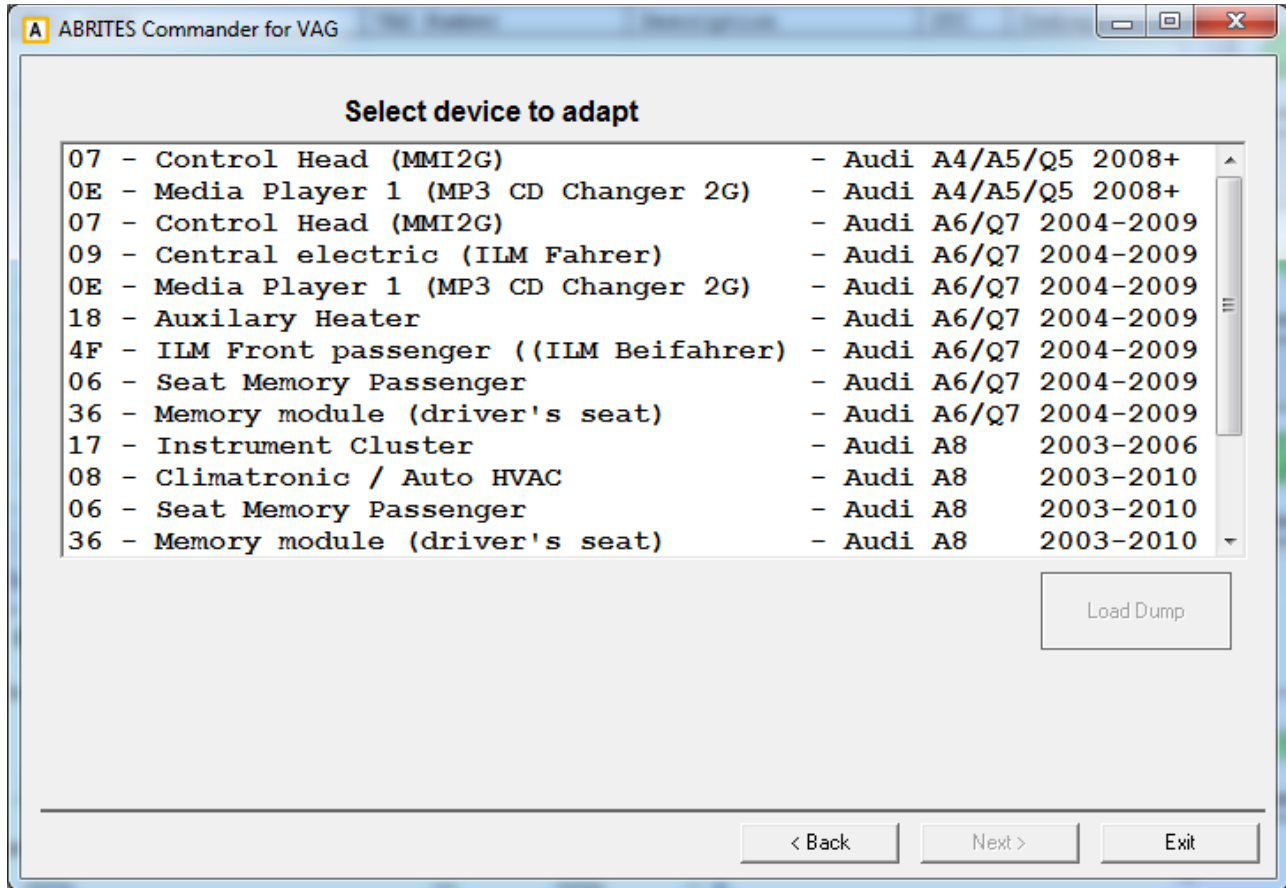 A ABRITES Commander for VAG
Select device to adapt
07 - Control Head (MMI2G) - Audi A4/A5/Q5 2008+
0E - Media Player 1 (MP3 CD Changer 2G) - Audi A4/A5/Q5 2008+
07 - Control Head (MMI2G) - Audi A6/Q7 2004-2009
09 - Central electric (ILM Fahrer) - Audi A6/Q7 2004-2009
0E - Media Player 1 (MP3 CD Changer 2G) - Audi A6/Q7 2004-2009
18 - Auxilary Heater - Audi A6/Q7 2004-2009
4F - ILM Front passenger ((ILM Beifahrer) - Audi A6/Q7 2004-2009
06 - Seat Memory Passenger - Audi A6/Q7 2004-2009
36 - Memory module (driver's seat) - Audi A6/Q7 2004-2009
17 - Instrument Cluster - Audi A8 2003-2006
08 - Climatronic / Auto HVAC - Audi A8 2003-2010
06 - Seat Memory Passenger - Audi A8 2003-2010
36 - Memory module (driver's seat) - Audi A8 2003-2010
Load Dump
< Back Next > Exit